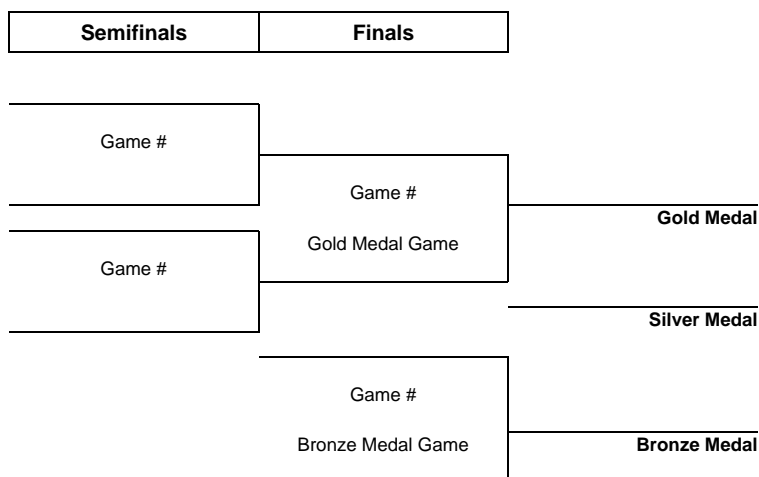 Semifinals Finals
Game #
Game #
Gold Medal
Gold Medal Game
Game #
Silver Medal
Game #
Bronze Medal Game Bronze Medal